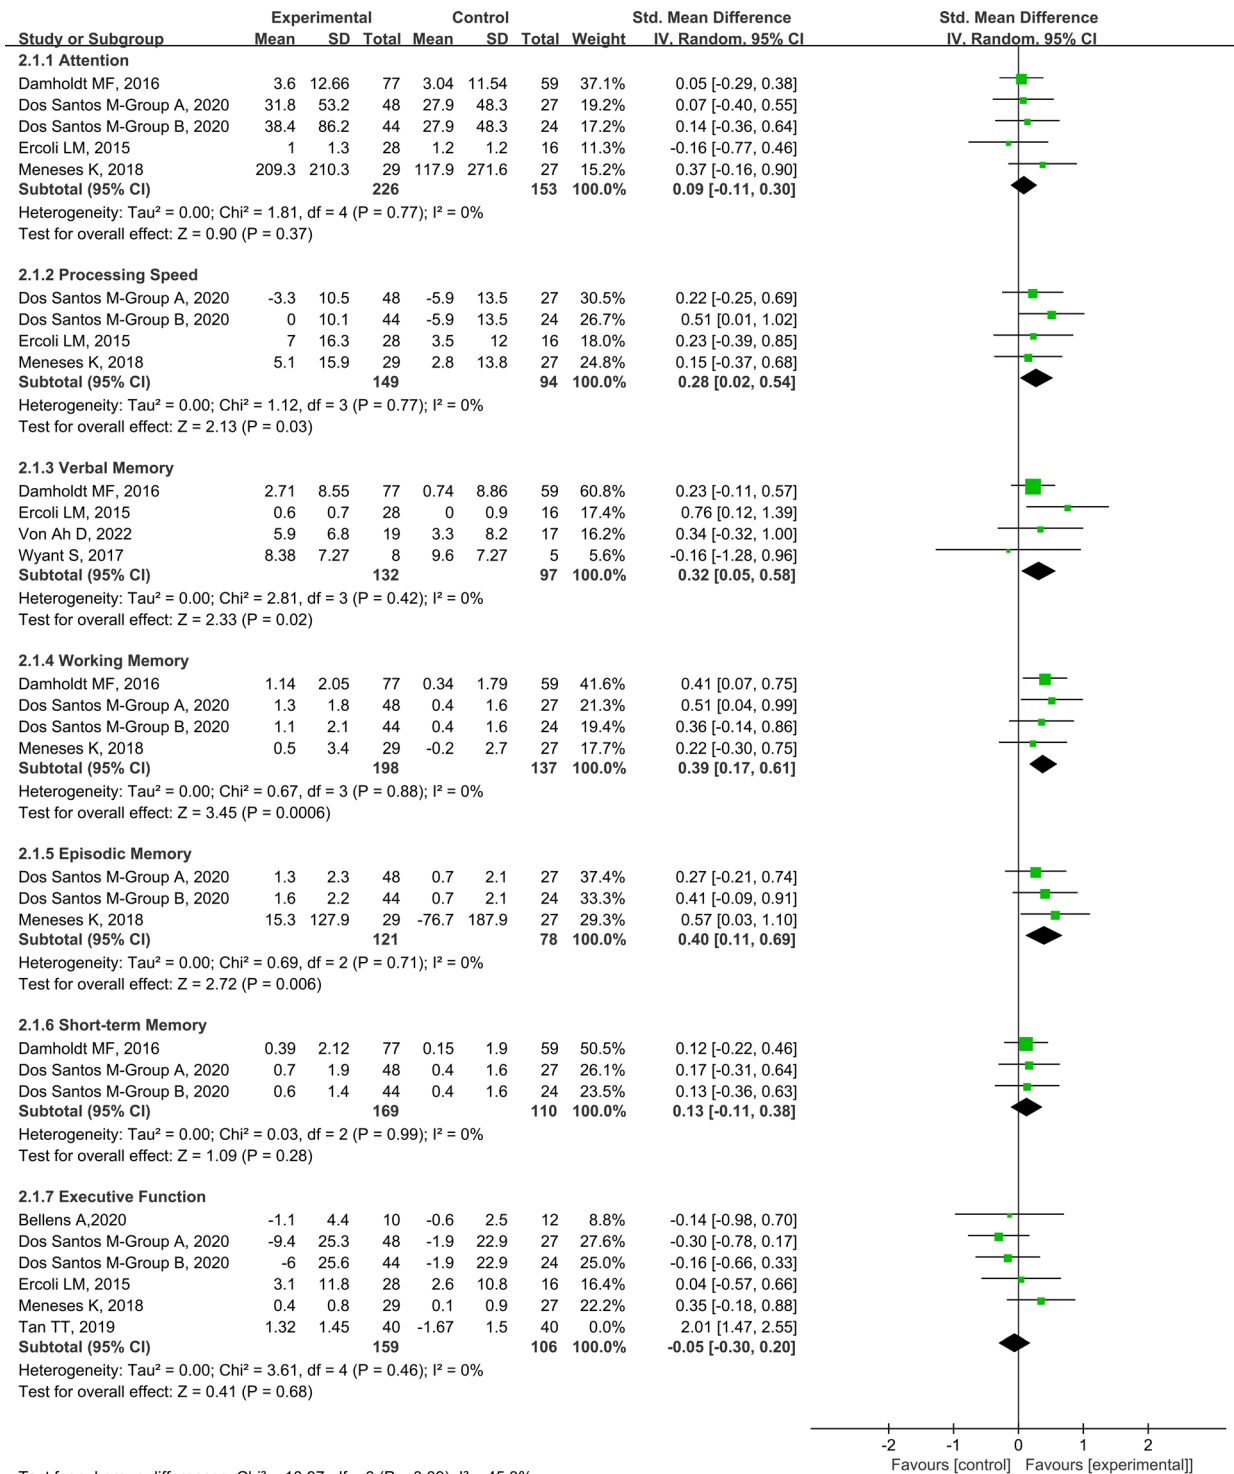 Experimental Control Std. Mean Difference Std. Mean Difference
Study or Subgroup Mean SD Total Mean SD Total Weight IV, Random, 95% CI IV, Random, 95% CI
2.1.1 Attention
Damholdt MF, 2016 3.6 12.66 77 3.04 11.54 59 37.1% 0.05 [-0.29, 0.38]
Dos Santos M-Group A, 2020 31.8 53.2 48 27.9 48.3 27 19.2% 0.07 [-0.40, 0.55]
Dos Santos M-Group B, 2020 38.4 86.2 44 27.9 48.3 24 17.2% 0.14 [-0.36, 0.64]
Ercoli LM, 2015 1 1.3 28 1.2 1.2 16 11.3% -0.16 [-0.77, 0.46]
Meneses K, 2018 209.3 210.3 29 117.9 271.6 27 15.2% 0.37 [-0.16, 0.90]
Subtotal (95% CI) 226 153 100.0% 0.09 [-0.11, 0.30]
Heterogeneity: Tau² = 0.00; Chi² = 1.81, df = 4 (P = 0.77); I² = 0%
Test for overall effect: Z = 0.90 (P = 0.37)
2.1.2 Processing Speed
Dos Santos M-Group A, 2020 -3.3 10.5 48 -5.9 13.5 27 30.5% 0.22 [-0.25, 0.69]
Dos Santos M-Group B, 2020 0 10.1 44 -5.9 13.5 24 26.7% 0.51 [0.01, 1.02]
Ercoli LM, 2015 7 16.3 28 3.5 12 16 18.0% 0.23 [-0.39, 0.85]
Meneses K, 2018 5.1 15.9 29 2.8 13.8 27 24.8% 0.15 [-0.37, 0.68]
Subtotal (95% CI) 149 94 100.0% 0.28 [0.02, 0.54]
Heterogeneity: Tau² = 0.00; Chi² = 1.12, df = 3 (P = 0.77); I² = 0%
Test for overall effect: Z = 2.13 (P = 0.03)
2.1.3 Verbal Memory
Damholdt MF, 2016 2.71 8.55 77 0.74 8.86 59 60.8% 0.23 [-0.11, 0.57]
Ercoli LM, 2015 0.6 0.7 28 0 0.9 16 17.4% 0.76 [0.12, 1.39]
Von Ah D, 2022 5.9 6.8 19 3.3 8.2 17 16.2% 0.34 [-0.32, 1.00]
Wyant S, 2017 8.38 7.27 8 9.6 7.27 5 5.6% -0.16 [-1.28, 0.96]
Subtotal (95% CI) 132 97 100.0% 0.32 [0.05, 0.58]
Heterogeneity: Tau² = 0.00; Chi² = 2.81, df = 3 (P = 0.42); I² = 0%
Test for overall effect: Z = 2.33 (P = 0.02)
2.1.4 Working Memory
Damholdt MF, 2016 1.14 2.05 77 0.34 1.79 59 41.6% 0.41 [0.07, 0.75]
Dos Santos M-Group A, 2020 1.3 1.8 48 0.4 1.6 27 21.3% 0.51 [0.04, 0.99]
Dos Santos M-Group B, 2020 1.1 2.1 44 0.4 1.6 24 19.4% 0.36 [-0.14, 0.86]
Meneses K, 2018 0.5 3.4 29 -0.2 2.7 27 17.7% 0.22 [-0.30, 0.75]
Subtotal (95% CI) 198 137 100.0% 0.39 [0.17, 0.61]
Heterogeneity: Tau² = 0.00; Chi² = 0.67, df = 3 (P = 0.88); I² = 0%
Test for overall effect: Z = 3.45 (P = 0.0006)
2.1.5 Episodic Memory
Dos Santos M-Group A, 2020 1.3 2.3 48 0.7 2.1 27 37.4% 0.27 [-0.21, 0.74]
Dos Santos M-Group B, 2020 1.6 2.2 44 0.7 2.1 24 33.3% 0.41 [-0.09, 0.91]
Meneses K, 2018 15.3 127.9 29 -76.7 187.9 27 29.3% 0.57 [0.03, 1.10]
Subtotal (95% CI) 121 78 100.0% 0.40 [0.11, 0.69]
Heterogeneity: Tau² = 0.00; Chi² = 0.69, df = 2 (P = 0.71); I² = 0%
Test for overall effect: Z = 2.72 (P = 0.006)
2.1.6 Short-term Memory
Damholdt MF, 2016 0.39 2.12 77 0.15 1.9 59 50.5% 0.12 [-0.22, 0.46]
Dos Santos M-Group A, 2020 0.7 1.9 48 0.4 1.6 27 26.1% 0.17 [-0.31, 0.64]
Dos Santos M-Group B, 2020 0.6 1.4 44 0.4 1.6 24 23.5% 0.13 [-0.36, 0.63]
Subtotal (95% CI) 169 110 100.0% 0.13 [-0.11, 0.38]
Heterogeneity: Tau² = 0.00; Chi² = 0.03, df = 2 (P = 0.99); I² = 0%
Test for overall effect: Z = 1.09 (P = 0.28)
2.1.7 Executive Function
Bellens A,2020 -1.1 4.4 10 -0.6 2.5 12 8.8% -0.14 [-0.98, 0.70]
Dos Santos M-Group A, 2020 -9.4 25.3 48 -1.9 22.9 27 27.6% -0.30 [-0.78, 0.17]
Dos Santos M-Group B, 2020 -6 25.6 44 -1.9 22.9 24 25.0% -0.16 [-0.66, 0.33]
Ercoli LM, 2015 3.1 11.8 28 2.6 10.8 16 16.4% 0.04 [-0.57, 0.66]
Meneses K, 2018 0.4 0.8 29 0.1 0.9 27 22.2% 0.35 [-0.18, 0.88]
Tan TT, 2019 1.32 1.45 40 -1.67 1.5 40 0.0% 2.01 [1.47, 2.55]
Subtotal (95% CI) 159 106 100.0% -0.05 [-0.30, 0.20]
Heterogeneity: Tau² = 0.00; Chi² = 3.61, df = 4 (P = 0.46); I² = 0%
Test for overall effect: Z = 0.41 (P = 0.68)
-2 -1 0 1 2
Favours [control] Favours [experimental]]